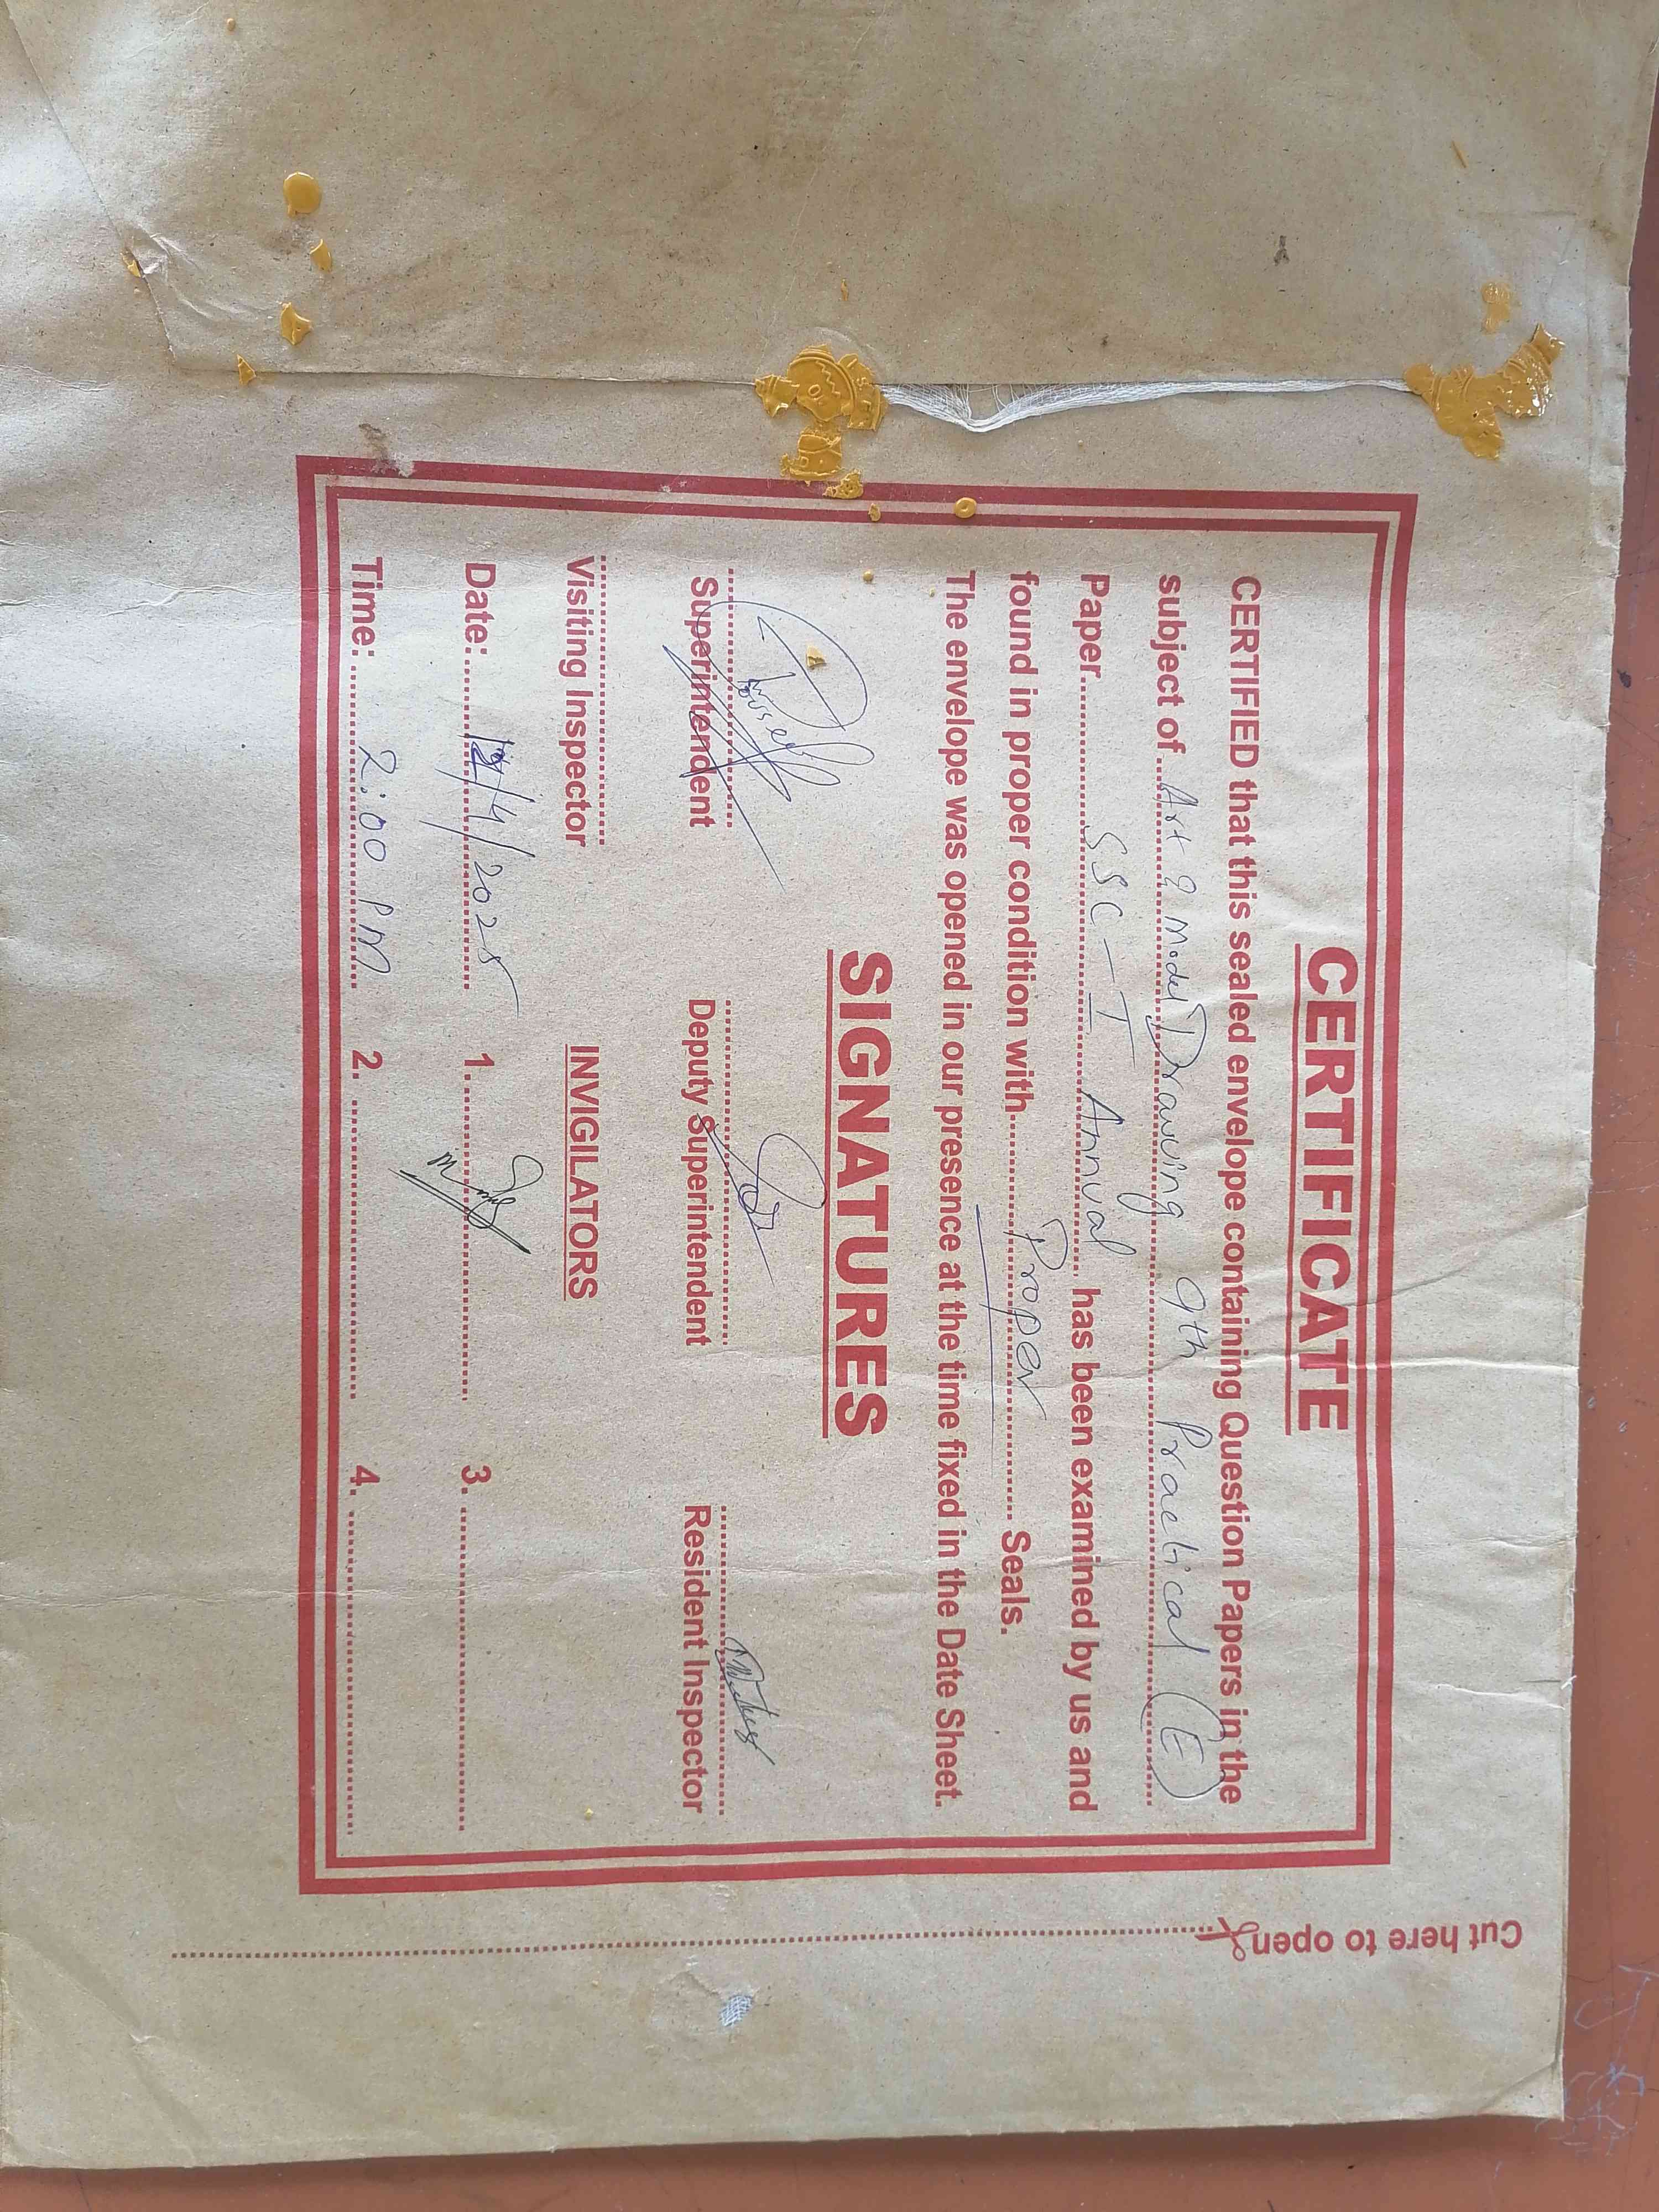 CERTIFICATE
CERTIFIED that this sealed envelope containing Question Papers in the
subject of Art & Model Drawing 9th Practical (E)
Paper SSC-I Annual has been examined by us and
found in proper condition with Proper Seals.
The envelope was opened in our presence at the time fixed in the Date Sheet.
SIGNATURES
Superintendent Deputy Superintendent Resident Inspector
Visiting Inspector INVIGILATORS
Date: /4/2025 1. 3.
Time: 2:00 PM 2. 4.
Cut here to open